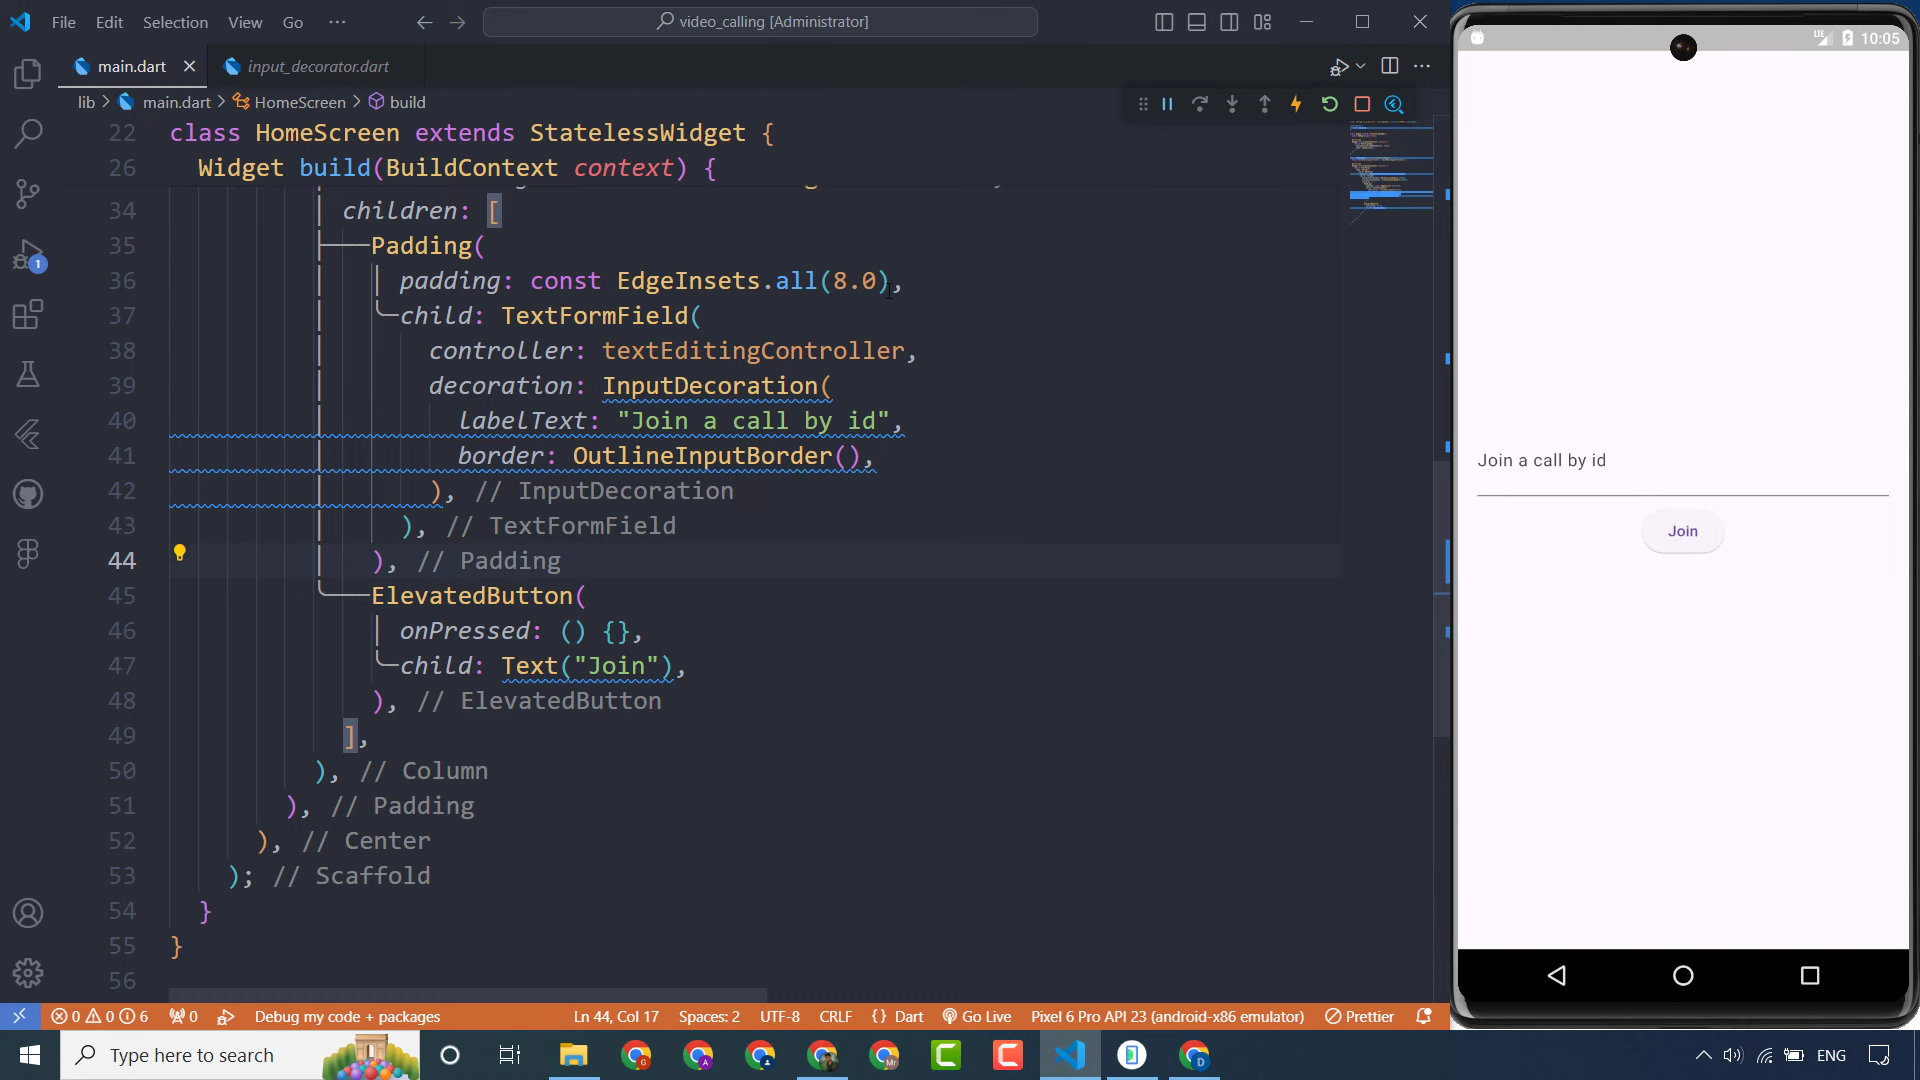 File Edit Selection View Go ···
video_calling [Administrator]
main.dart
input_decorator.dart
lib > main.dart > HomeScreen > build
22 class HomeScreen extends StatelessWidget {
26 Widget build(BuildContext context) {
34 children: [
35 Padding(
36 padding: const EdgeInsets.all(8.0),
37 child: TextFormField(
38 controller: textEditingController,
39 decoration: InputDecoration(
40 labelText: "Join a call by id",
41 border: OutlineInputBorder(),
42 ), // InputDecoration
43 ), // TextFormField
44 ), // Padding
45 ElevatedButton(
46 onPressed: () {},
47 child: Text("Join"),
48 ), // ElevatedButton
49 ],
50 ), // Column
51 ), // Padding
52 ), // Center
53 ); // Scaffold
54 }
55 }
56
1
0 0 6 0 Debug my code + packages
Ln 44, Col 17 Spaces: 2 UTF-8 CRLF {} Dart Go Live Pixel 6 Pro API 23 (android-x86 emulator) Prettier
Type here to search
ENG
LTE 10:05
Join a call by id
Join